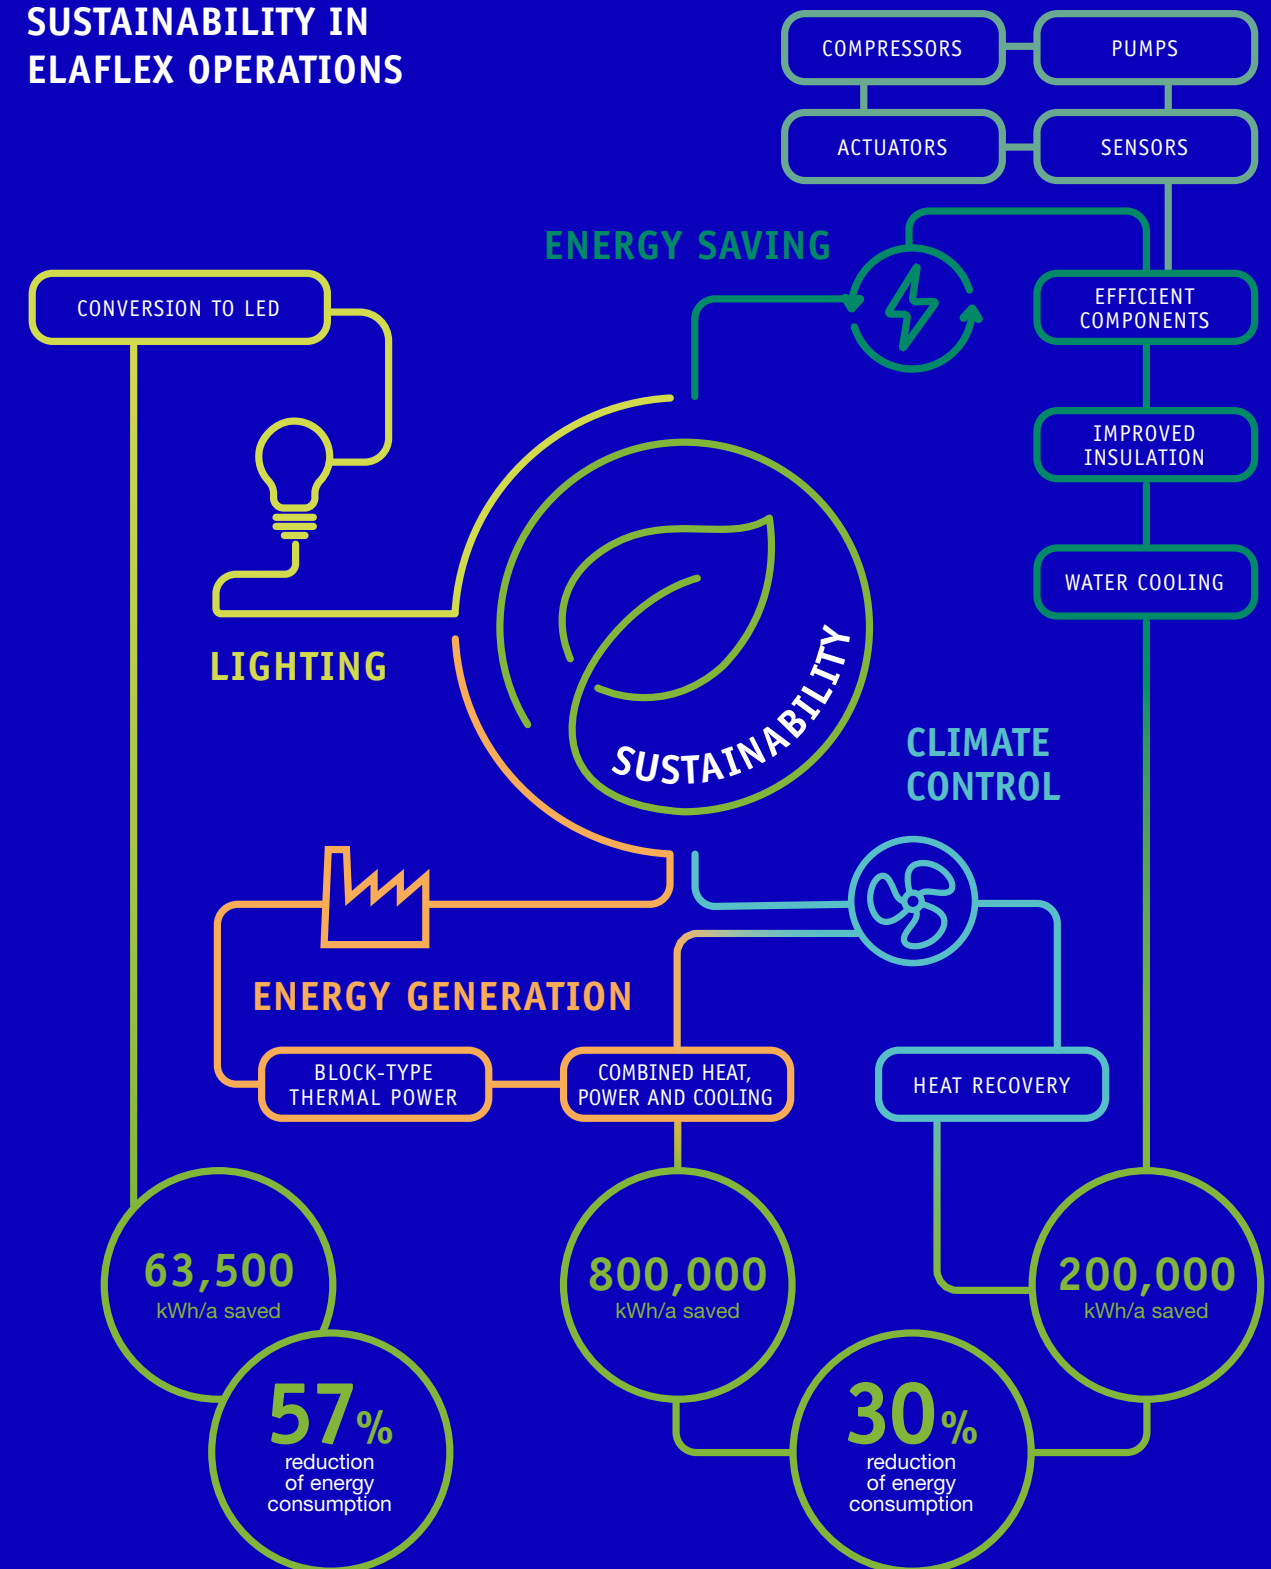 SUSTAINABILITY IN
ELAFLEX OPERATIONS
COMPRESSORS
PUMPS
ACTUATORS
SENSORS
ENERGY SAVING
CONVERSION TO LED
EFFICIENT
COMPONENTS
IMPROVED
INSULATION
WATER COOLING
LIGHTING
SUSTAINABILITY
CLIMATE
CONTROL
ENERGY GENERATION
BLOCK-TYPE
THERMAL POWER
COMBINED HEAT,
POWER AND COOLING
HEAT RECOVERY
63,500
kWh/a saved
800,000
kWh/a saved
200,000
kWh/a saved
57%
reduction
of energy
consumption
30%
reduction
of energy
consumption